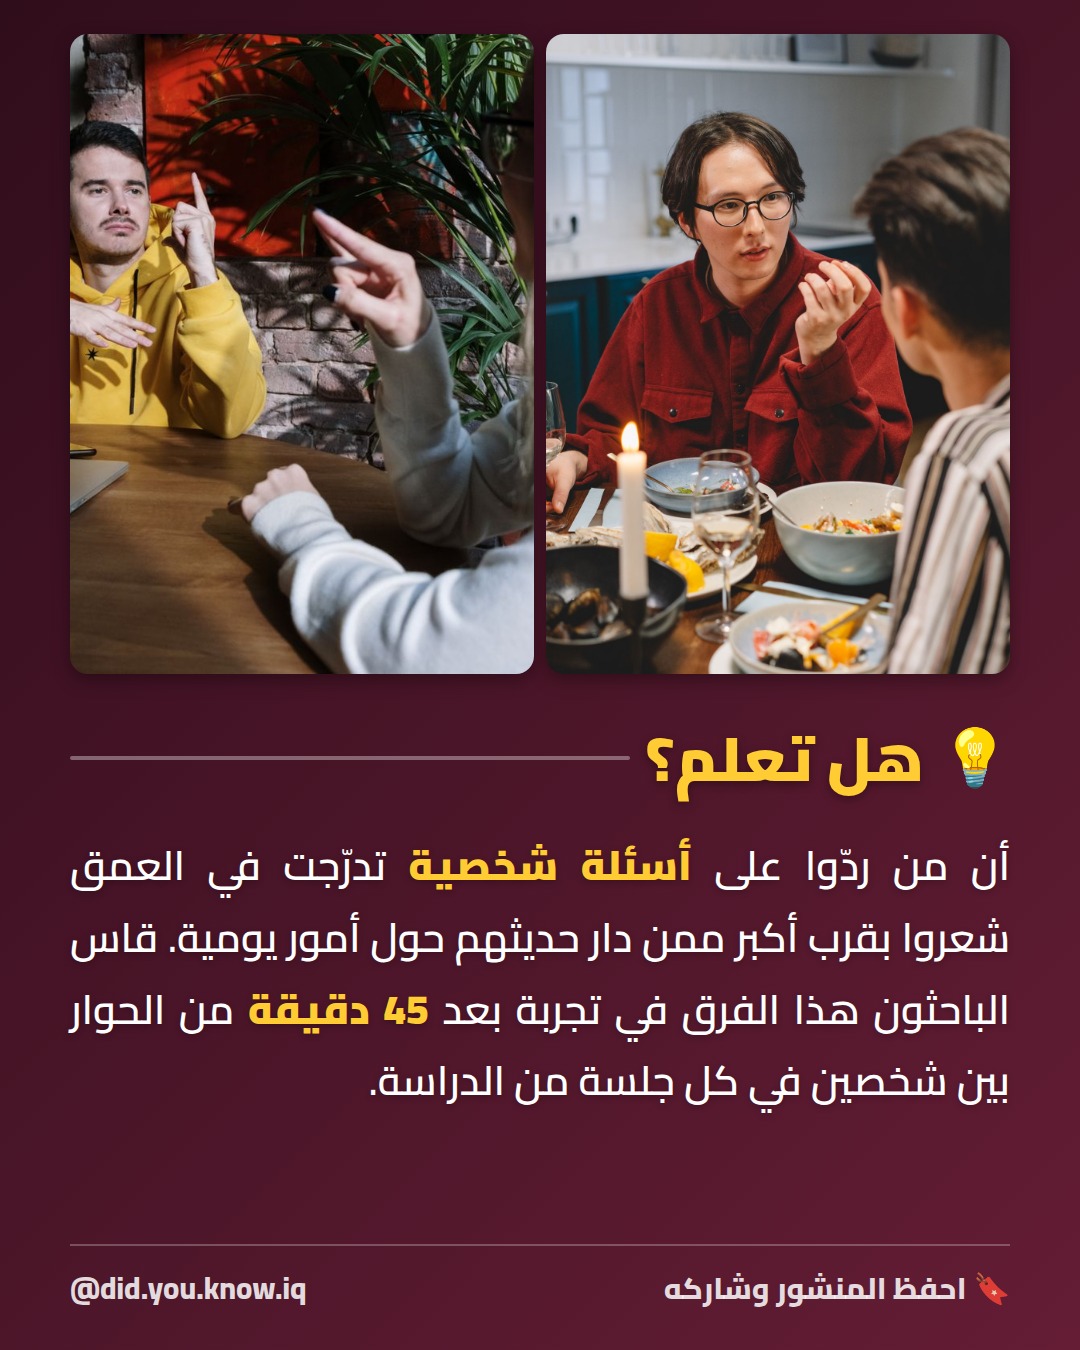 💡 هل تعلم؟
أن من ردّوا على أسئلة شخصية تدرّجت في العمق
شعروا بقرب أكبر ممن دار حديثهم حول أمور يومية. قاس
الباحثون هذا الفرق في تجربة بعد 45 دقيقة من الحوار
بين شخصين في كل جلسة من الدراسة.
🔖 احفظ المنشور وشاركه
@did.you.know.iq